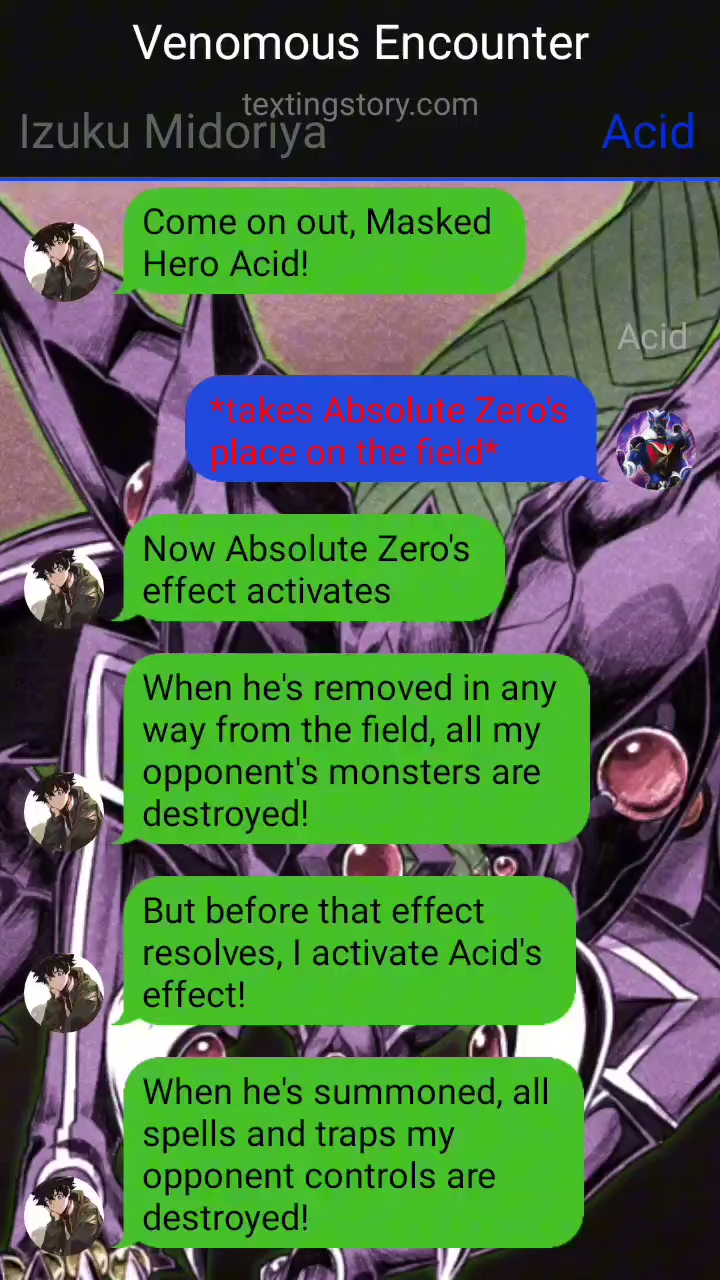 Venomous Encounter
textingstory.com
Izuku Midoriya
Acid
Come on out, Masked
Hero Acid!
Acid
*takes Absolute Zero's
place on the field*
Now Absolute Zero's
effect activates
When he's removed in any
way from the field, all my
opponent's monsters are
destroyed!
But before that effect
resolves, I activate Acid's
effect!
When he's summoned, all
spells and traps my
opponent controls are
destroyed!